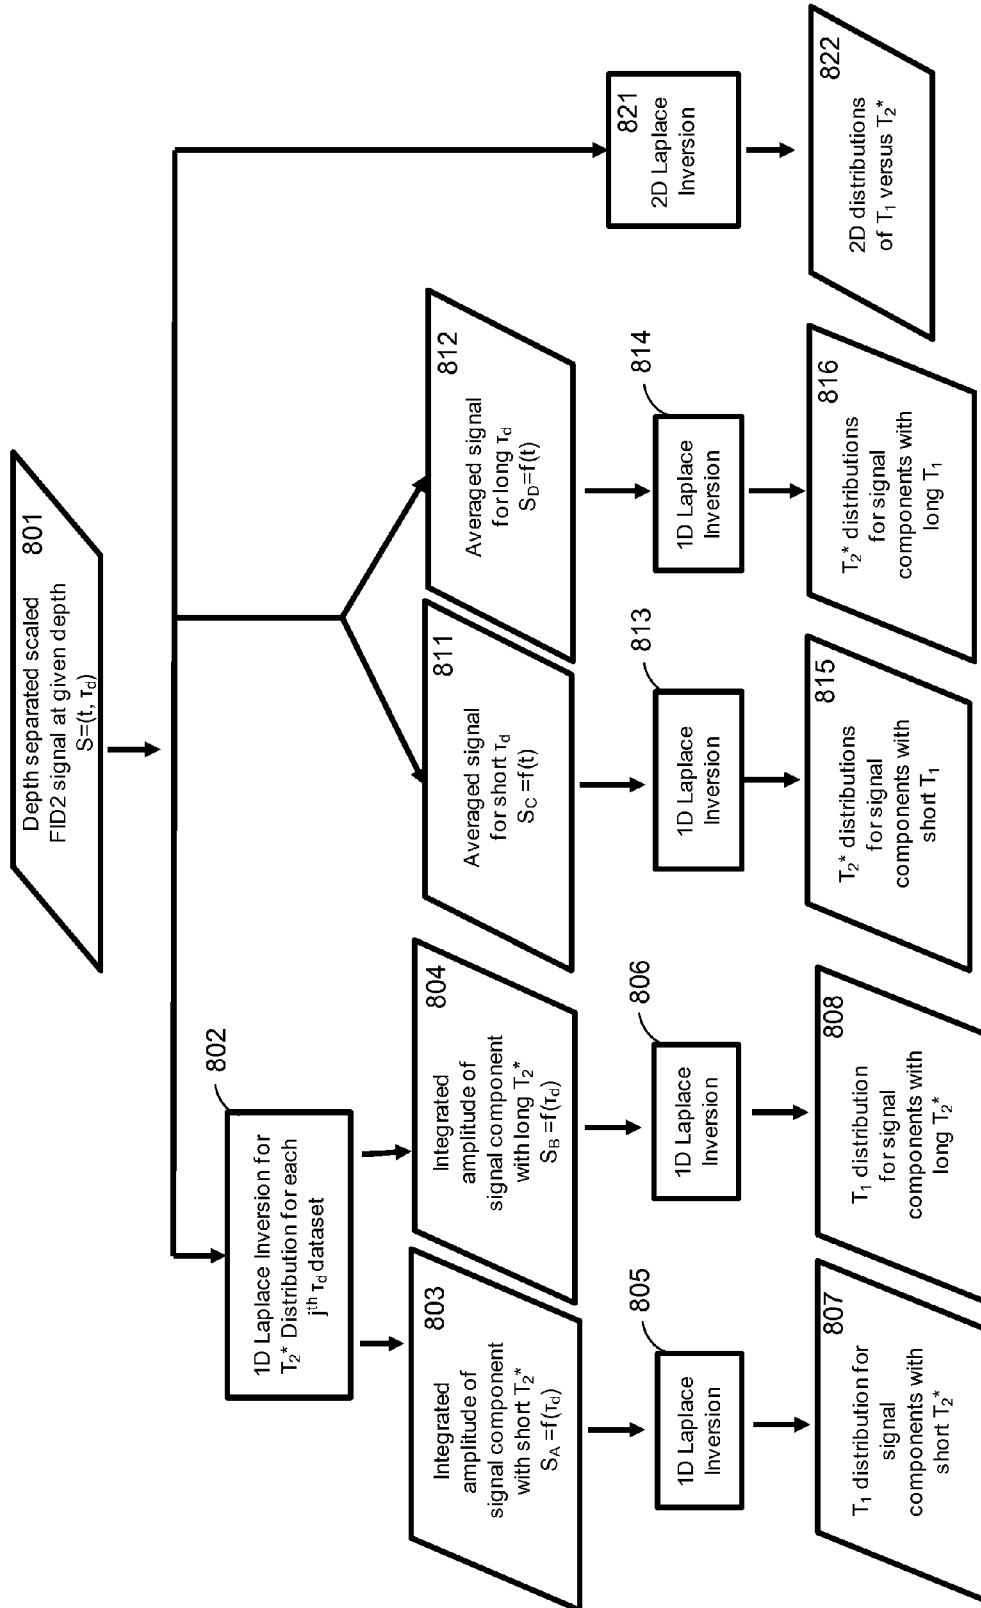 801
Depth separated scaled
FID2 signal at given depth
S=(t, τd)
802
1D Laplace Inversion for
T2* Distribution for each
jth τd dataset
803
Integrated
amplitude of
signal component
with short T2*
SA =f(τd)
804
Integrated
amplitude of
signal component
with long T2*
SB =f(τd)
811
Averaged signal
for short τd
SC =f(t)
812
Averaged signal
for long τd
SD=f(t)
821
2D Laplace
Inversion
805
1D Laplace
Inversion
806
1D Laplace
Inversion
813
1D Laplace
Inversion
814
1D Laplace
Inversion
807
T1 distribution for
signal
components with
short T2*
808
T1 distribution
for signal
components with
long T2*
815
T2* distributions
for signal
components with
short T1
816
T2* distributions
for signal
components with
long T1
822
2D distributions
of T1 versus T2*